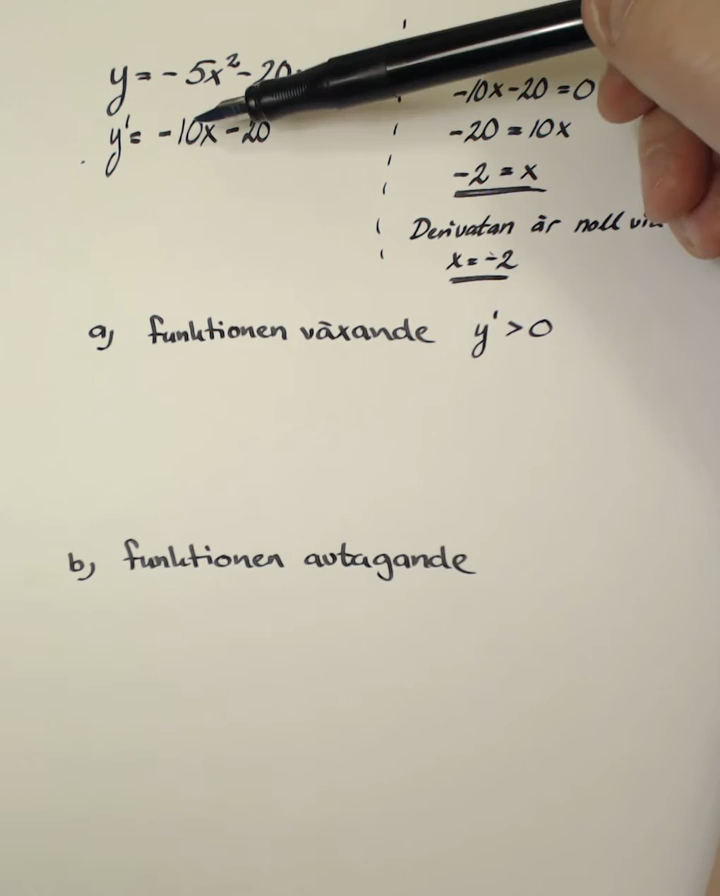 y = -5x²-20
y' = -10x-20
-10x-20 = 0
-20 = 10x
-2 = x
Derivatan är noll
x = -2
a) funktionen växande y' > 0
b) funktionen avtagande